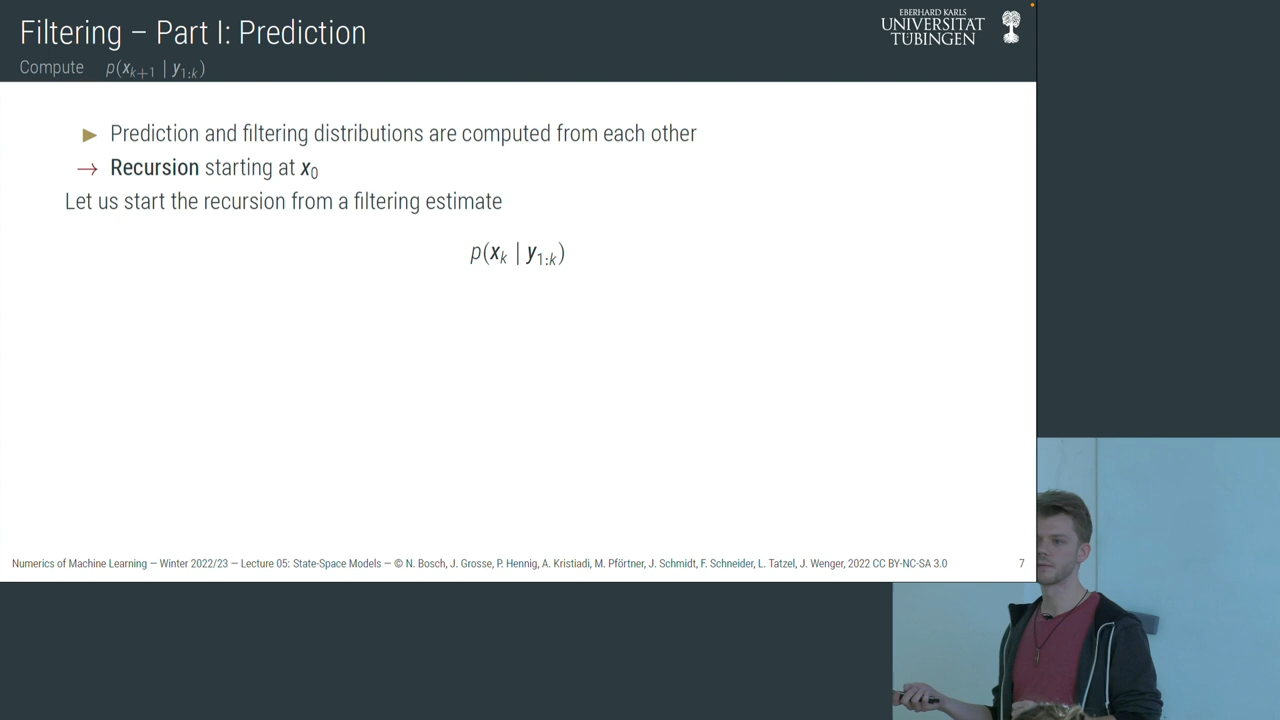 Filtering – Part I: Prediction
Compute p(x_{k+1} | y_{1:k})
EBERHARD KARLS
UNIVERSITÄT
TÜBINGEN
▶ Prediction and filtering distributions are computed from each other
→ Recursion starting at x_0
Let us start the recursion from a filtering estimate
p(x_k | y_{1:k})
Numerics of Machine Learning — Winter 2022/23 — Lecture 05: State-Space Models — © N. Bosch, J. Grosse, P. Hennig, A. Kristiadi, M. Pförtner, J. Schmidt, F. Schneider, L. Tatzel, J. Wenger, 2022 CC BY-NC-SA 3.0
7